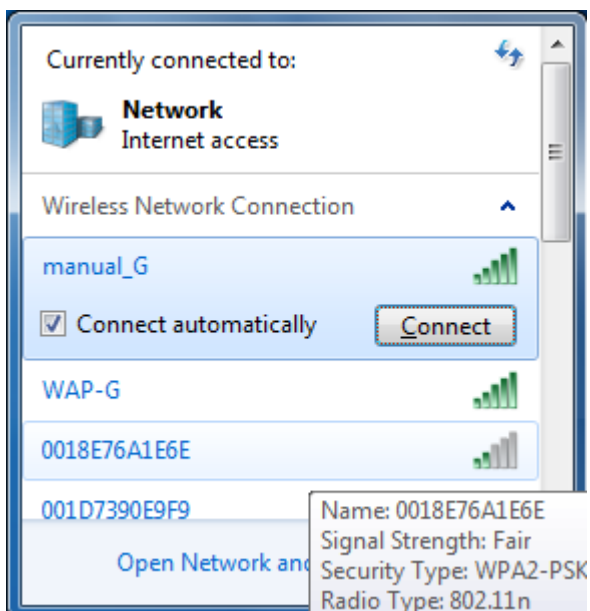 Currently connected to:
Network
Internet access
Wireless Network Connection
manual_G
Connect automatically
Connect
WAP-G
0018E76A1E6E
001D7390E9F9
Name: 0018E76A1E6E
Signal Strength: Fair
Security Type: WPA2-PSK
Radio Type: 802.11n
Open Network and